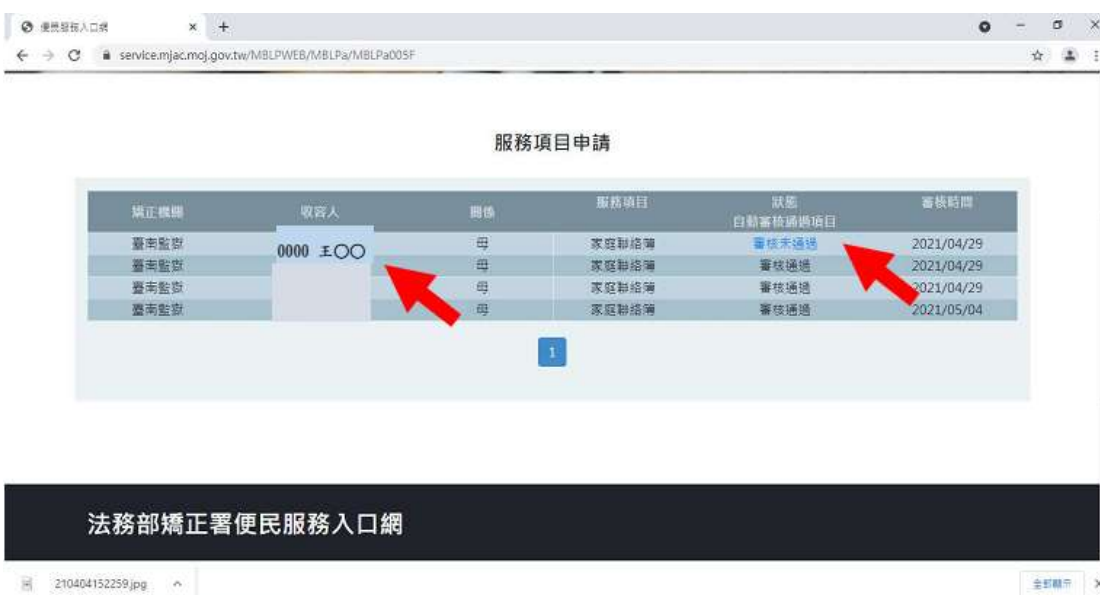 便民服務入口網
service.mjac.moj.gov.tw/MBLPWEB/MBLPa/MBLPa005F
服務項目申請
矯正機關 收容人 關係 服務項目 狀態 審核時間
自動審核通過項目
臺南監獄 0000 王〇〇 母 家庭聯絡簿 審核未通過 2021/04/29
臺南監獄 母 家庭聯絡簿 審核通過 2021/04/29
臺南監獄 母 家庭聯絡簿 審核通過 2021/04/29
臺南監獄 母 家庭聯絡簿 審核通過 2021/05/04
1
法務部矯正署便民服務入口網
210404152259.jpg 全部顯示